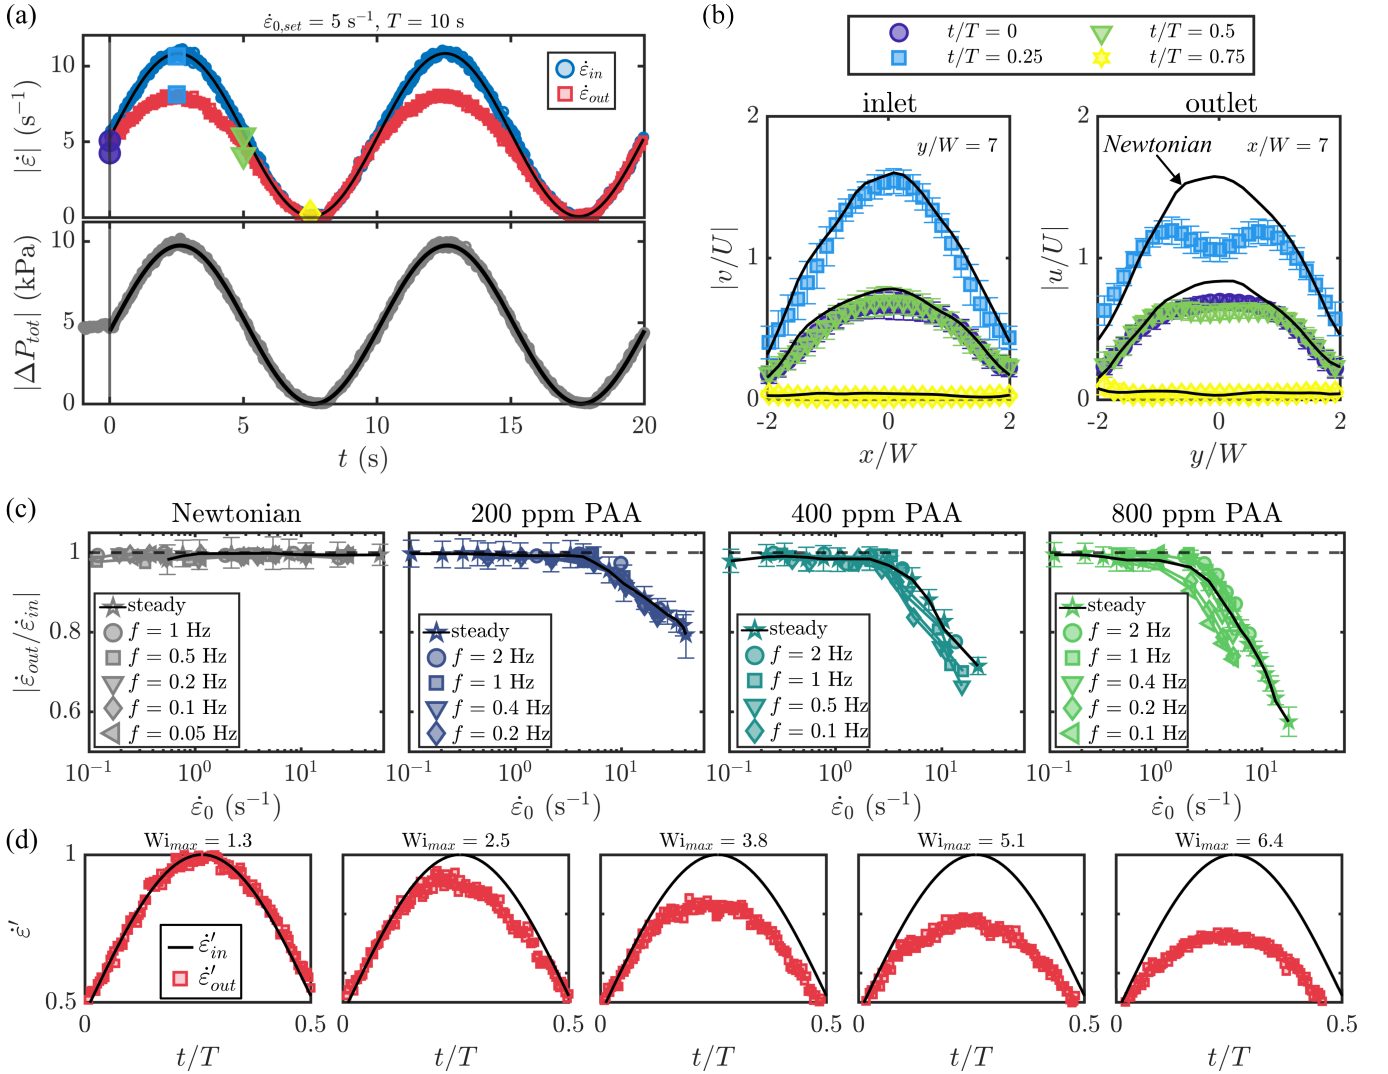 (a)
ε̇₀,set = 5 s⁻¹, T = 10 s
|ε̇| (s⁻¹)
10
5
0
ε̇in
ε̇out
|ΔPtot| (kPa)
10
5
0
0 5 10 15 20
t (s)
(b)
t/T = 0
t/T = 0.5
t/T = 0.25
t/T = 0.75
inlet
y/W = 7
|v/U|
2
1
0
-2 0 2
x/W
outlet
Newtonian
x/W = 7
|u/U|
2
1
0
-2 0 2
y/W
(c)
Newtonian
|ε̇out/ε̇in|
1
0.8
0.6
steady
f = 1 Hz
f = 0.5 Hz
f = 0.2 Hz
f = 0.1 Hz
f = 0.05 Hz
10⁻¹ 10⁰ 10¹
ε̇₀ (s⁻¹)
200 ppm PAA
steady
f = 2 Hz
f = 1 Hz
f = 0.4 Hz
f = 0.2 Hz
10⁻¹ 10⁰ 10¹
ε̇₀ (s⁻¹)
400 ppm PAA
steady
f = 2 Hz
f = 1 Hz
f = 0.5 Hz
f = 0.1 Hz
10⁻¹ 10⁰ 10¹
ε̇₀ (s⁻¹)
800 ppm PAA
steady
f = 2 Hz
f = 1 Hz
f = 0.4 Hz
f = 0.2 Hz
f = 0.1 Hz
10⁻¹ 10⁰ 10¹
ε̇₀ (s⁻¹)
(d)
Wimax = 1.3
ε̇′
1
0.5
ε̇′in
ε̇′out
0 0.5
t/T
Wimax = 2.5
0 0.5
t/T
Wimax = 3.8
0 0.5
t/T
Wimax = 5.1
0 0.5
t/T
Wimax = 6.4
0 0.5
t/T